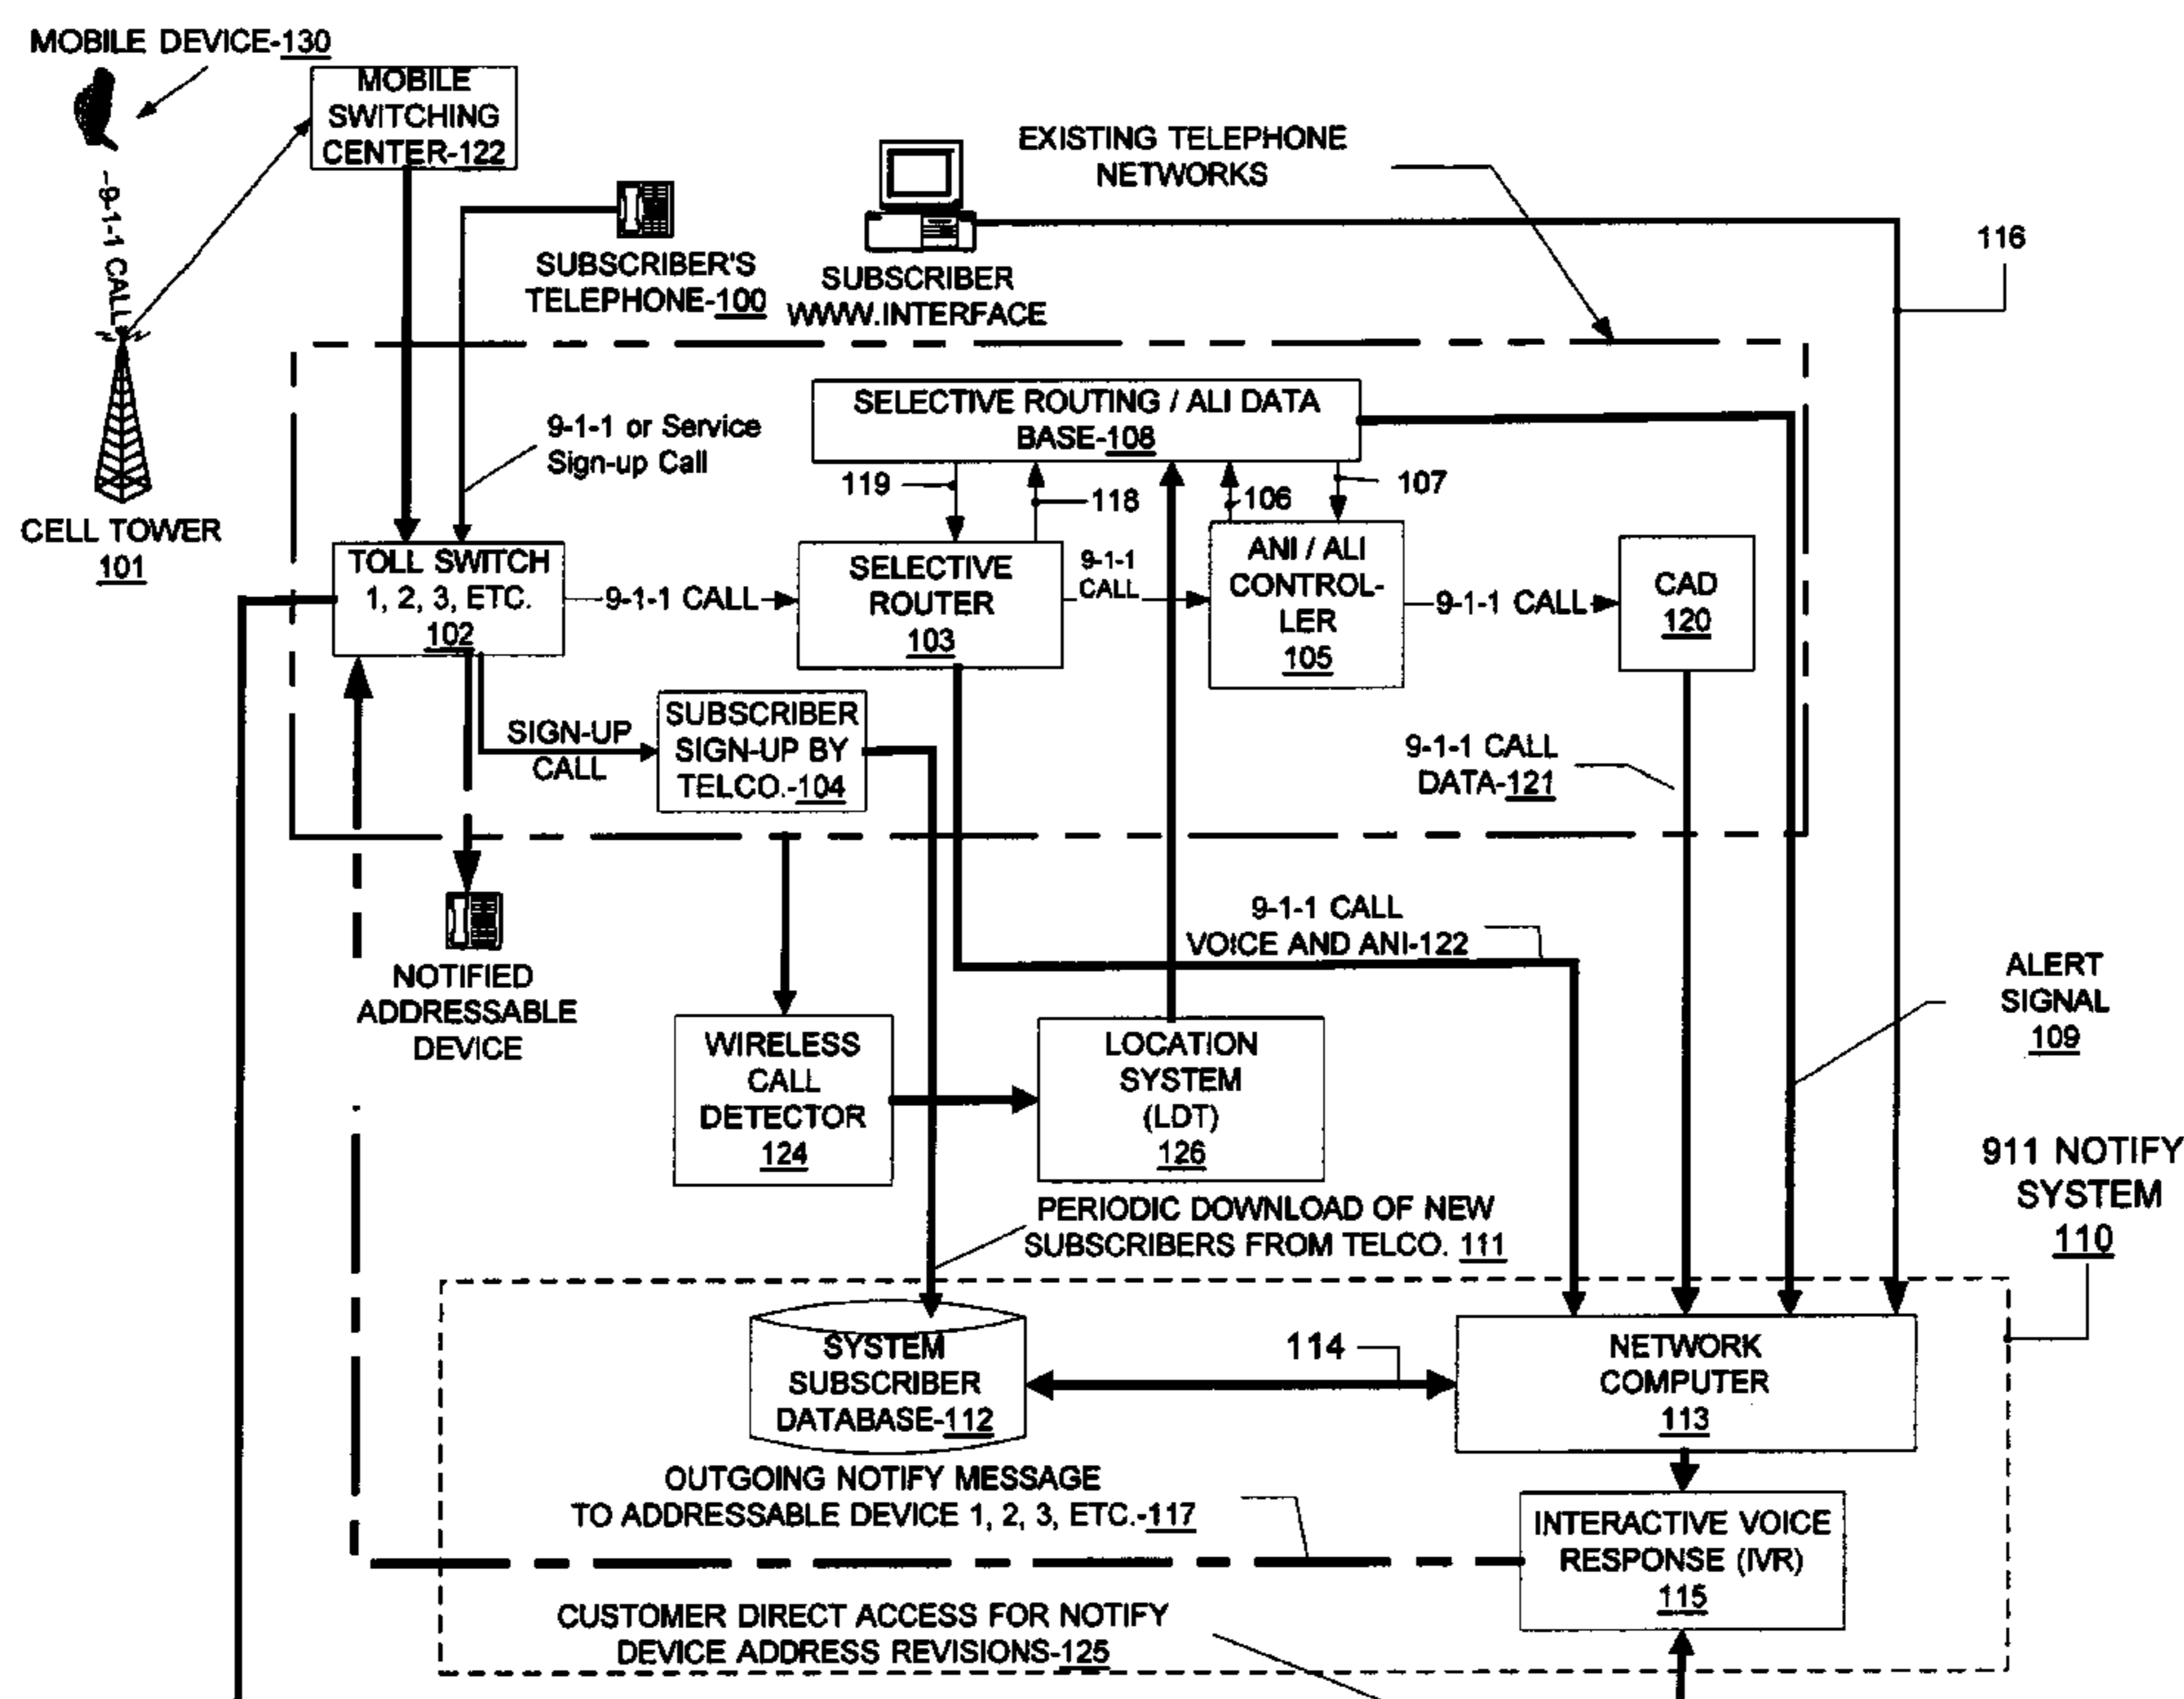 MOBILE DEVICE-130
MOBILE
SWITCHING
CENTER-122
-9-1-1 CALL
CELL TOWER
101
SUBSCRIBER'S
TELEPHONE-100
SUBSCRIBER
WWW.INTERFACE
EXISTING TELEPHONE
NETWORKS
116
9-1-1 or Service
Sign-up Call
SELECTIVE ROUTING / ALI DATA
BASE-108
119
118
106
107
TOLL SWITCH
1, 2, 3, ETC.
102
9-1-1 CALL
SELECTIVE
ROUTER
103
9-1-1
CALL
ANI / ALI
CONTROL-
LER
105
9-1-1 CALL
CAD
120
SIGN-UP
CALL
SUBSCRIBER
SIGN-UP BY
TELCO.-104
9-1-1 CALL
DATA-121
NOTIFIED
ADDRESSABLE
DEVICE
9-1-1 CALL
VOICE AND ANI-122
ALERT
SIGNAL
109
WIRELESS
CALL
DETECTOR
124
LOCATION
SYSTEM
(LDT)
126
911 NOTIFY
SYSTEM
110
PERIODIC DOWNLOAD OF NEW
SUBSCRIBERS FROM TELCO. 111
SYSTEM
SUBSCRIBER
DATABASE-112
114
NETWORK
COMPUTER
113
OUTGOING NOTIFY MESSAGE
TO ADDRESSABLE DEVICE 1, 2, 3, ETC.-117
INTERACTIVE VOICE
RESPONSE (IVR)
115
CUSTOMER DIRECT ACCESS FOR NOTIFY
DEVICE ADDRESS REVISIONS-125